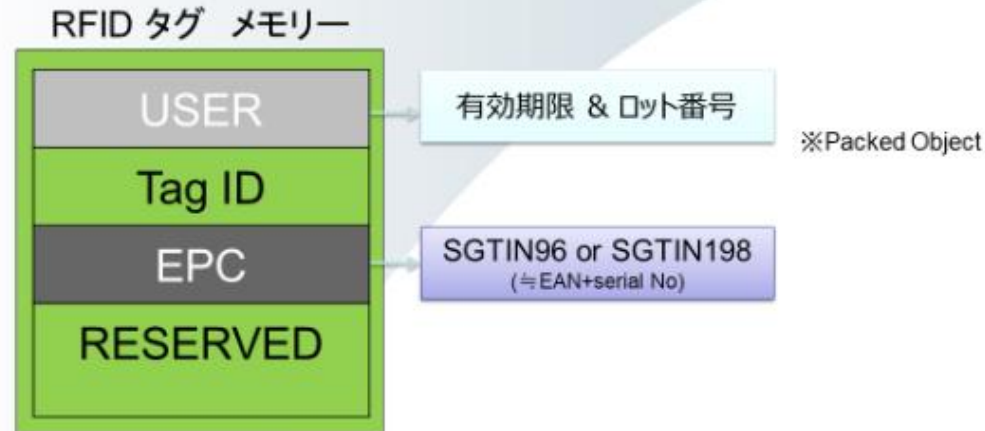 RFID タグ メモリー
USER
有効期限 & ロット番号
※Packed Object
Tag ID
EPC
SGTIN96 or SGTIN198
(≒EAN+serial No)
RESERVED